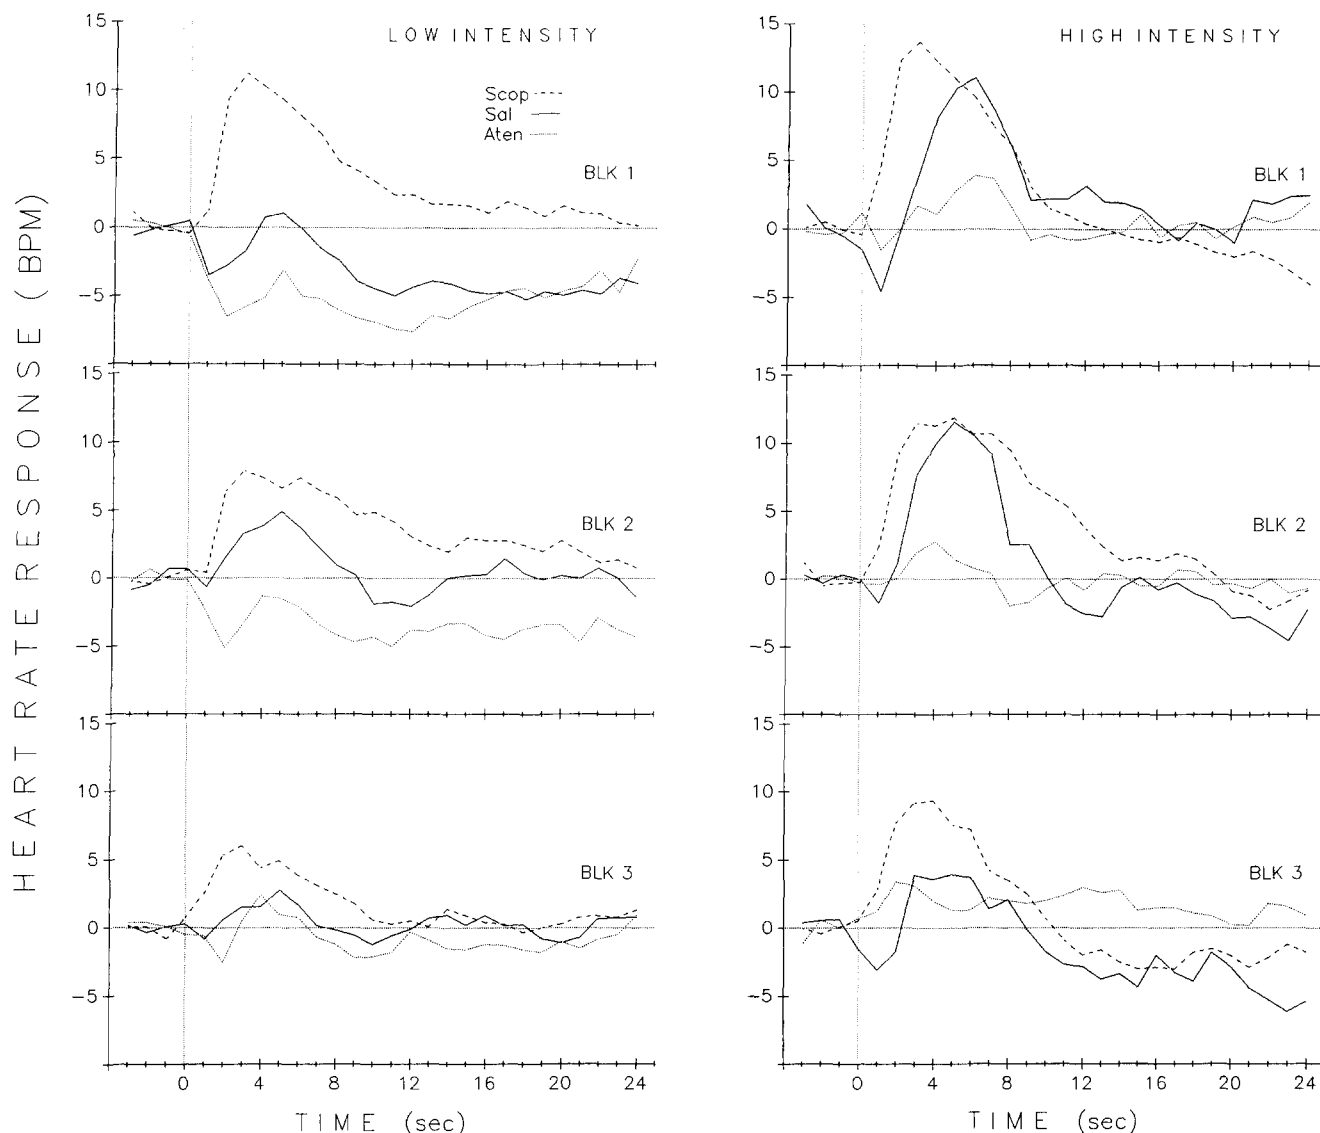 HEART RATE RESPONSE (BPM)
LOW INTENSITY
15
10
5
0
-5
Scop
Sal
Aten
BLK 1
HIGH INTENSITY
15
10
5
0
-5
BLK 1
15
10
5
0
-5
BLK 2
15
10
5
0
-5
BLK 2
15
10
5
0
-5
BLK 3
0 4 8 12 16 20 24
TIME (sec)
15
10
5
0
-5
BLK 3
0 4 8 12 16 20 24
TIME (sec)